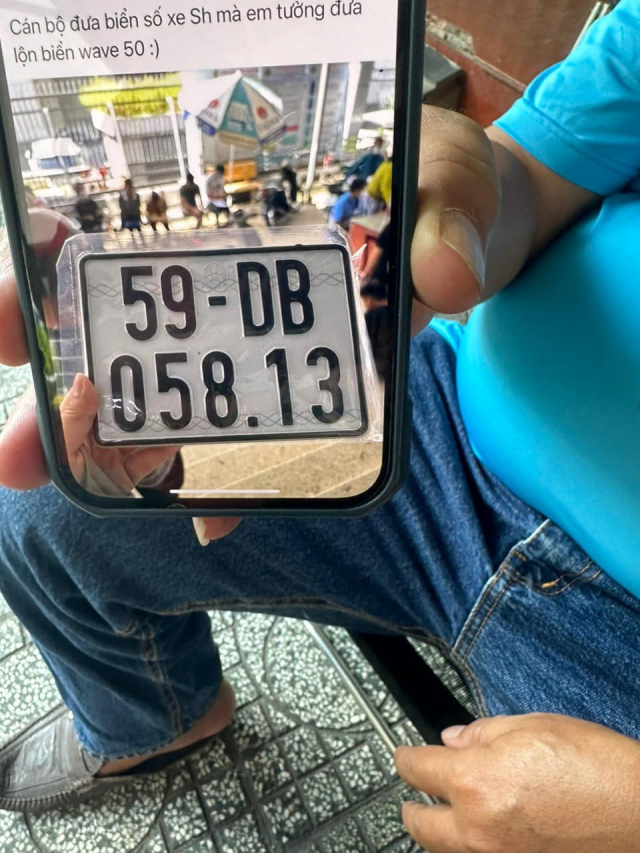 Cán bộ đưa biển số xe Sh mà em tưởng đưa
lộn biển wave 50 :)
59-DB
058.13